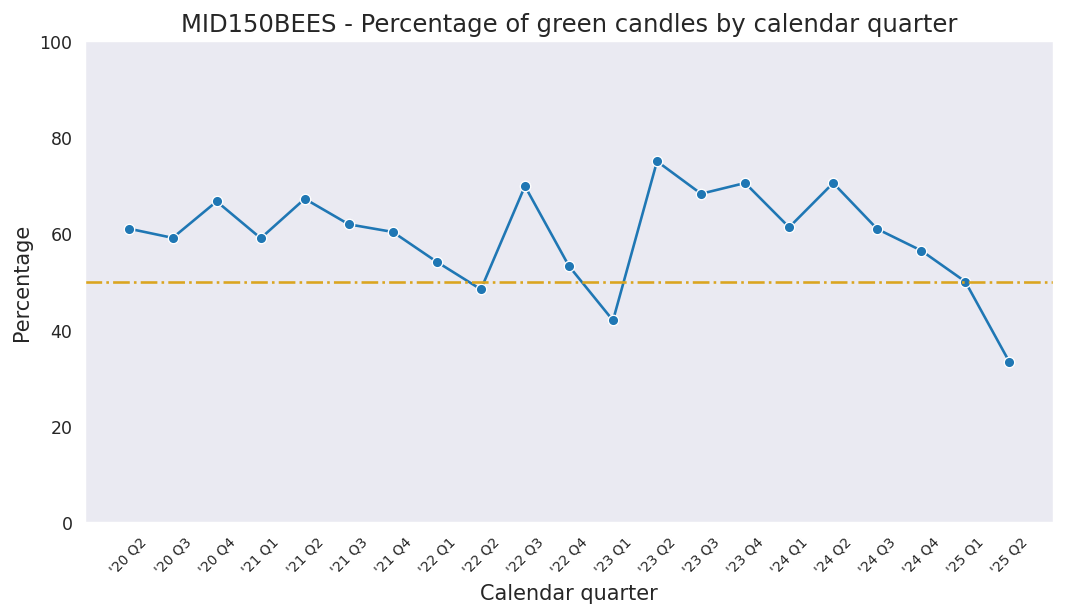 MID150BEES - Percentage of green candles by calendar quarter
100
80
60
40
20
0
Percentage
'20 Q2
'20 Q3
'20 Q4
'21 Q1
'21 Q2
'21 Q3
'21 Q4
'22 Q1
'22 Q2
'22 Q3
'22 Q4
'23 Q1
'23 Q2
'23 Q3
'23 Q4
'24 Q1
'24 Q2
'24 Q3
'24 Q4
'25 Q1
'25 Q2
Calendar quarter